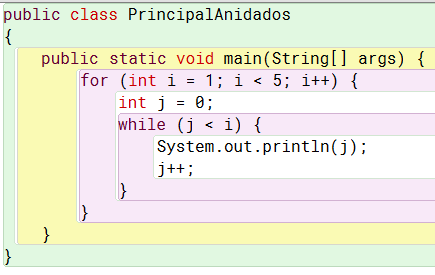 public class PrincipalAnidados
{
public static void main(String[] args) {
for (int i = 1; i < 5; i++) {
int j = 0;
while (j < i) {
System.out.println(j);
j++;
}
}
}
}